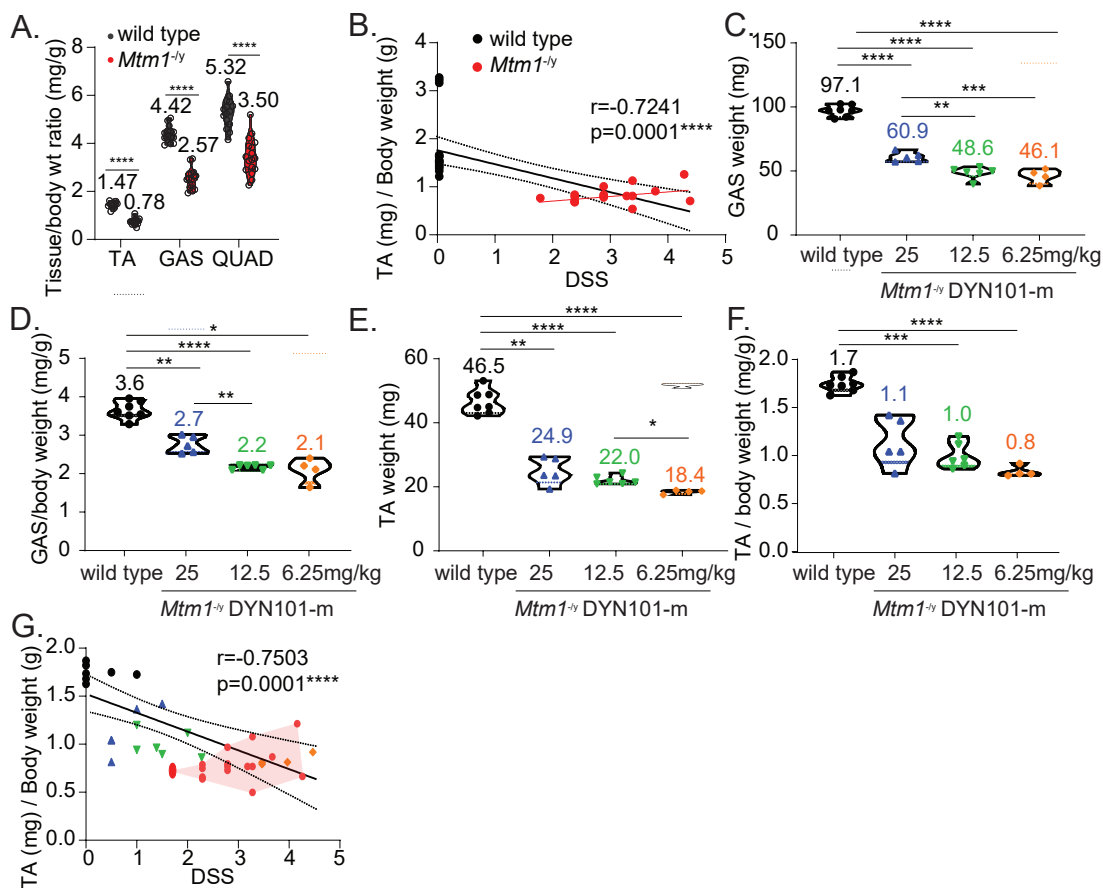 A.
wild type
Mtm1-/y
Tissue/body wt ratio (mg/g)
8
6
4
2
0
****
1.47
0.78
****
4.42
2.57
****
5.32
3.50
TA GAS QUAD
B.
wild type
Mtm1-/y
TA (mg) / Body weight (g)
4
3
2
1
0
r=-0.7241
p=0.0001****
0 1 2 3 4 5
DSS
C.
GAS weight (mg)
150
100
50
0
****
****
****
***
**
97.1
60.9
48.6
46.1
wild type 25 12.5 6.25mg/kg
Mtm1-/y DYN101-m
D.
GAS/body weight (mg/g)
5
4
3
2
1
0
*
****
**
**
3.6
2.7
2.2
2.1
wild type 25 12.5 6.25mg/kg
Mtm1-/y DYN101-m
E.
TA weight (mg)
60
40
20
0
****
****
**
*
46.5
24.9
22.0
18.4
wild type 25 12.5 6.25mg/kg
Mtm1-/y DYN101-m
F.
TA / body weight (mg/g)
2.0
1.5
1.0
0.5
0.0
****
***
1.7
1.1
1.0
0.8
wild type 25 12.5 6.25mg/kg
Mtm1-/y DYN101-m
G.
TA (mg) / Body weight (g)
2.0
1.5
1.0
0.5
0.0
r=-0.7503
p=0.0001****
0 1 2 3 4 5
DSS